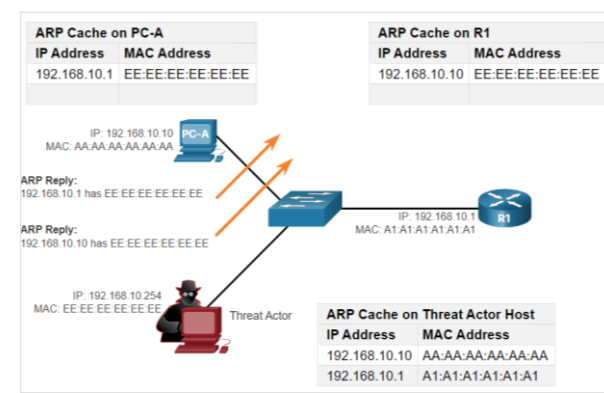 ARP Cache on PC-A
IP Address MAC Address
192.168.10.1 EE:EE:EE:EE:EE:EE
ARP Cache on R1
IP Address MAC Address
192.168.10.10 EE:EE:EE:EE:EE:EE
IP: 192.168.10.10
MAC: AA:AA:AA:AA:AA:AA
PC-A
ARP Reply:
192.168.10.1 has EE:EE:EE:EE:EE:EE
ARP Reply:
192.168.10.10 has EE:EE:EE:EE:EE:EE
IP: 192.168.10.1
MAC: A1:A1:A1:A1:A1:A1
R1
IP: 192.168.10.254
MAC: EE:EE:EE:EE:EE:EE
Threat Actor
ARP Cache on Threat Actor Host
IP Address MAC Address
192.168.10.10 AA:AA:AA:AA:AA:AA
192.168.10.1 A1:A1:A1:A1:A1:A1